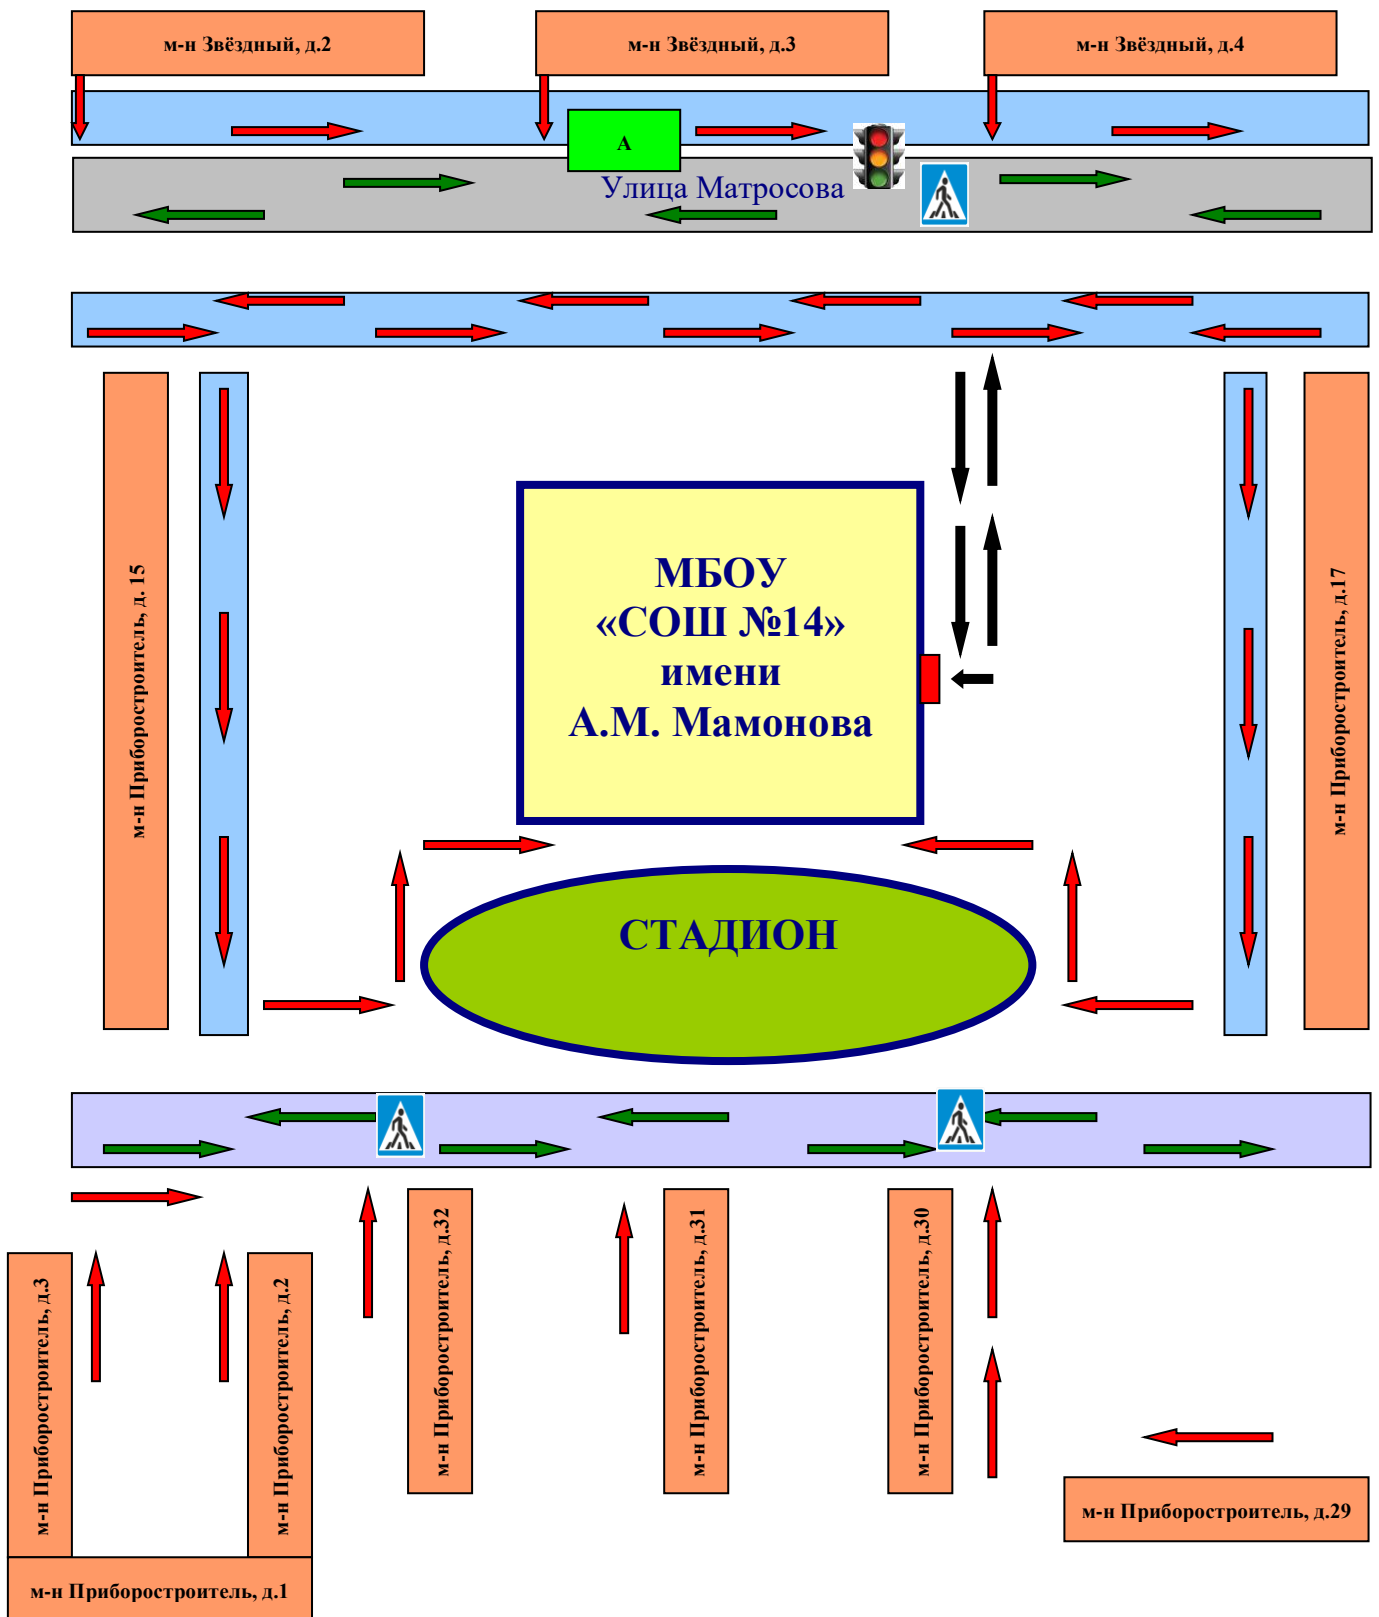 м-н Звёздный, д.2
м-н Звёздный, д.3
м-н Звёздный, д.4
А
Улица Матросова
м-н Приборостроитель, д. 15
МБОУ
«СОШ №14»
имени
А.М. Мамонова
м-н Приборостроитель, д.17
СТАДИОН
м-н Приборостроитель, д.3
м-н Приборостроитель, д.2
м-н Приборостроитель, д.32
м-н Приборостроитель, д.31
м-н Приборостроитель, д.30
м-н Приборостроитель, д.29
м-н Приборостроитель, д.1